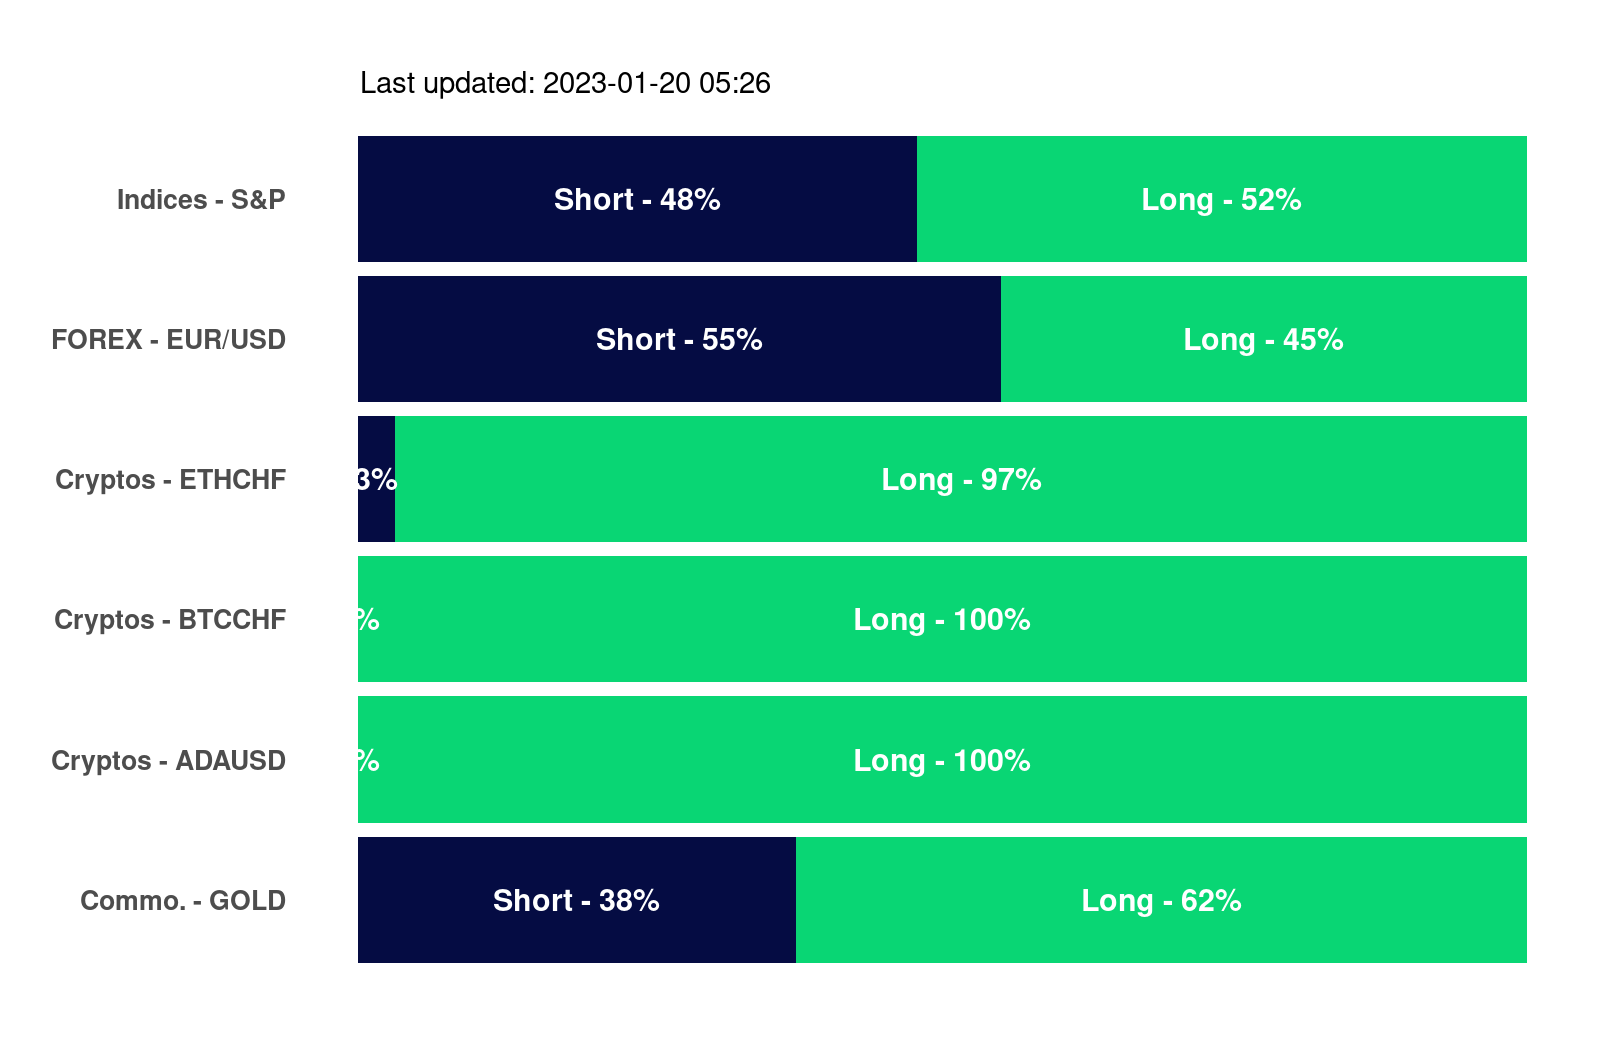 Last updated: 2023-01-20 05:26
Indices - S&P
Short - 48%
Long - 52%
FOREX - EUR/USD
Short - 55%
Long - 45%
Cryptos - ETHCHF
3%
Long - 97%
Cryptos - BTCCHF
%
Long - 100%
Cryptos - ADAUSD
%
Long - 100%
Commo. - GOLD
Short - 38%
Long - 62%